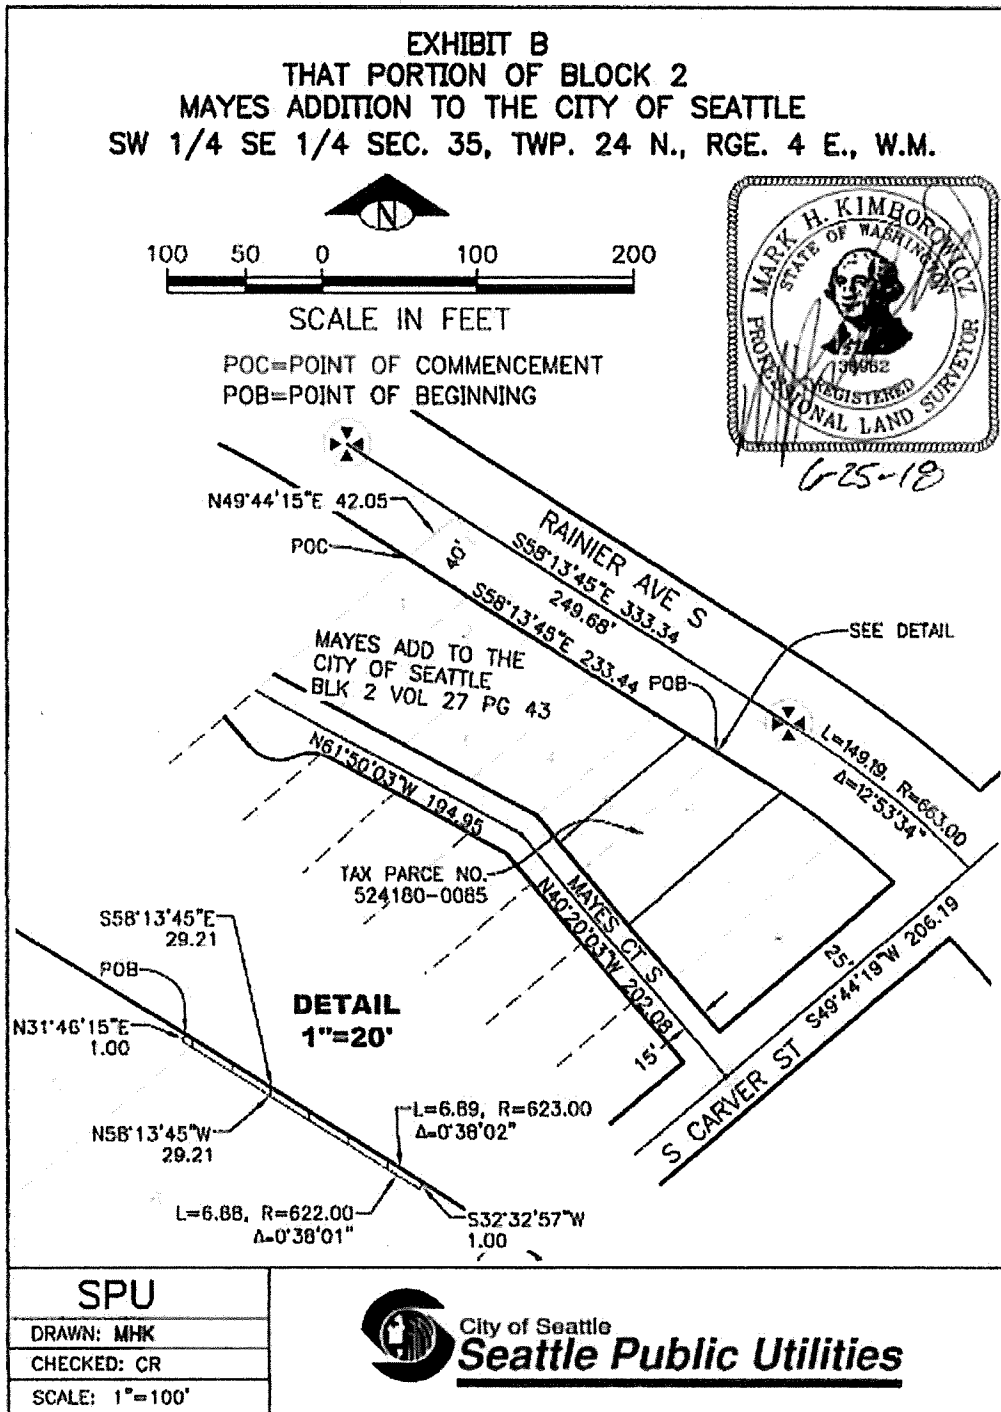 EXHIBIT B
THAT PORTION OF BLOCK 2
MAYES ADDITION TO THE CITY OF SEATTLE
SW 1/4 SE 1/4 SEC. 35, TWP. 24 N., RGE. 4 E., W.M.
N
100 50 0 100 200
SCALE IN FEET
POC=POINT OF COMMENCEMENT
POB=POINT OF BEGINNING
MARK H. KIMBOROWICZ
STATE OF WASHINGTON
REGISTERED
PROFESSIONAL LAND SURVEYOR
6-25-18
N49°44'15"E 42.05
POC
40'
RAINIER AVE S
S58°13'45"E 333.34
249.68'
S58°13'45"E 233.44
POB
SEE DETAIL
MAYES ADD TO THE
CITY OF SEATTLE
BLK 2 VOL 27 PG 43
L=149.19, R=663.00
Δ=12°53'34"
N61°50'03"W 194.95
TAX PARCE NO.
524180-0085
MAYES CT S
N40°20'03"W 202.08
15'
25'
S49°44'19"W 206.19
S CARVER ST
S58°13'45"E
29.21
POB
N31°46'15"E
1.00
DETAIL
1"=20'
N58°13'45"W
29.21
L=6.89, R=623.00
Δ=0°38'02"
L=6.88, R=622.00
Δ=0°38'01"
S32°32'57"W
1.00
SPU
DRAWN: MHK
CHECKED: CR
SCALE: 1"=100'
City of Seattle
Seattle Public Utilities